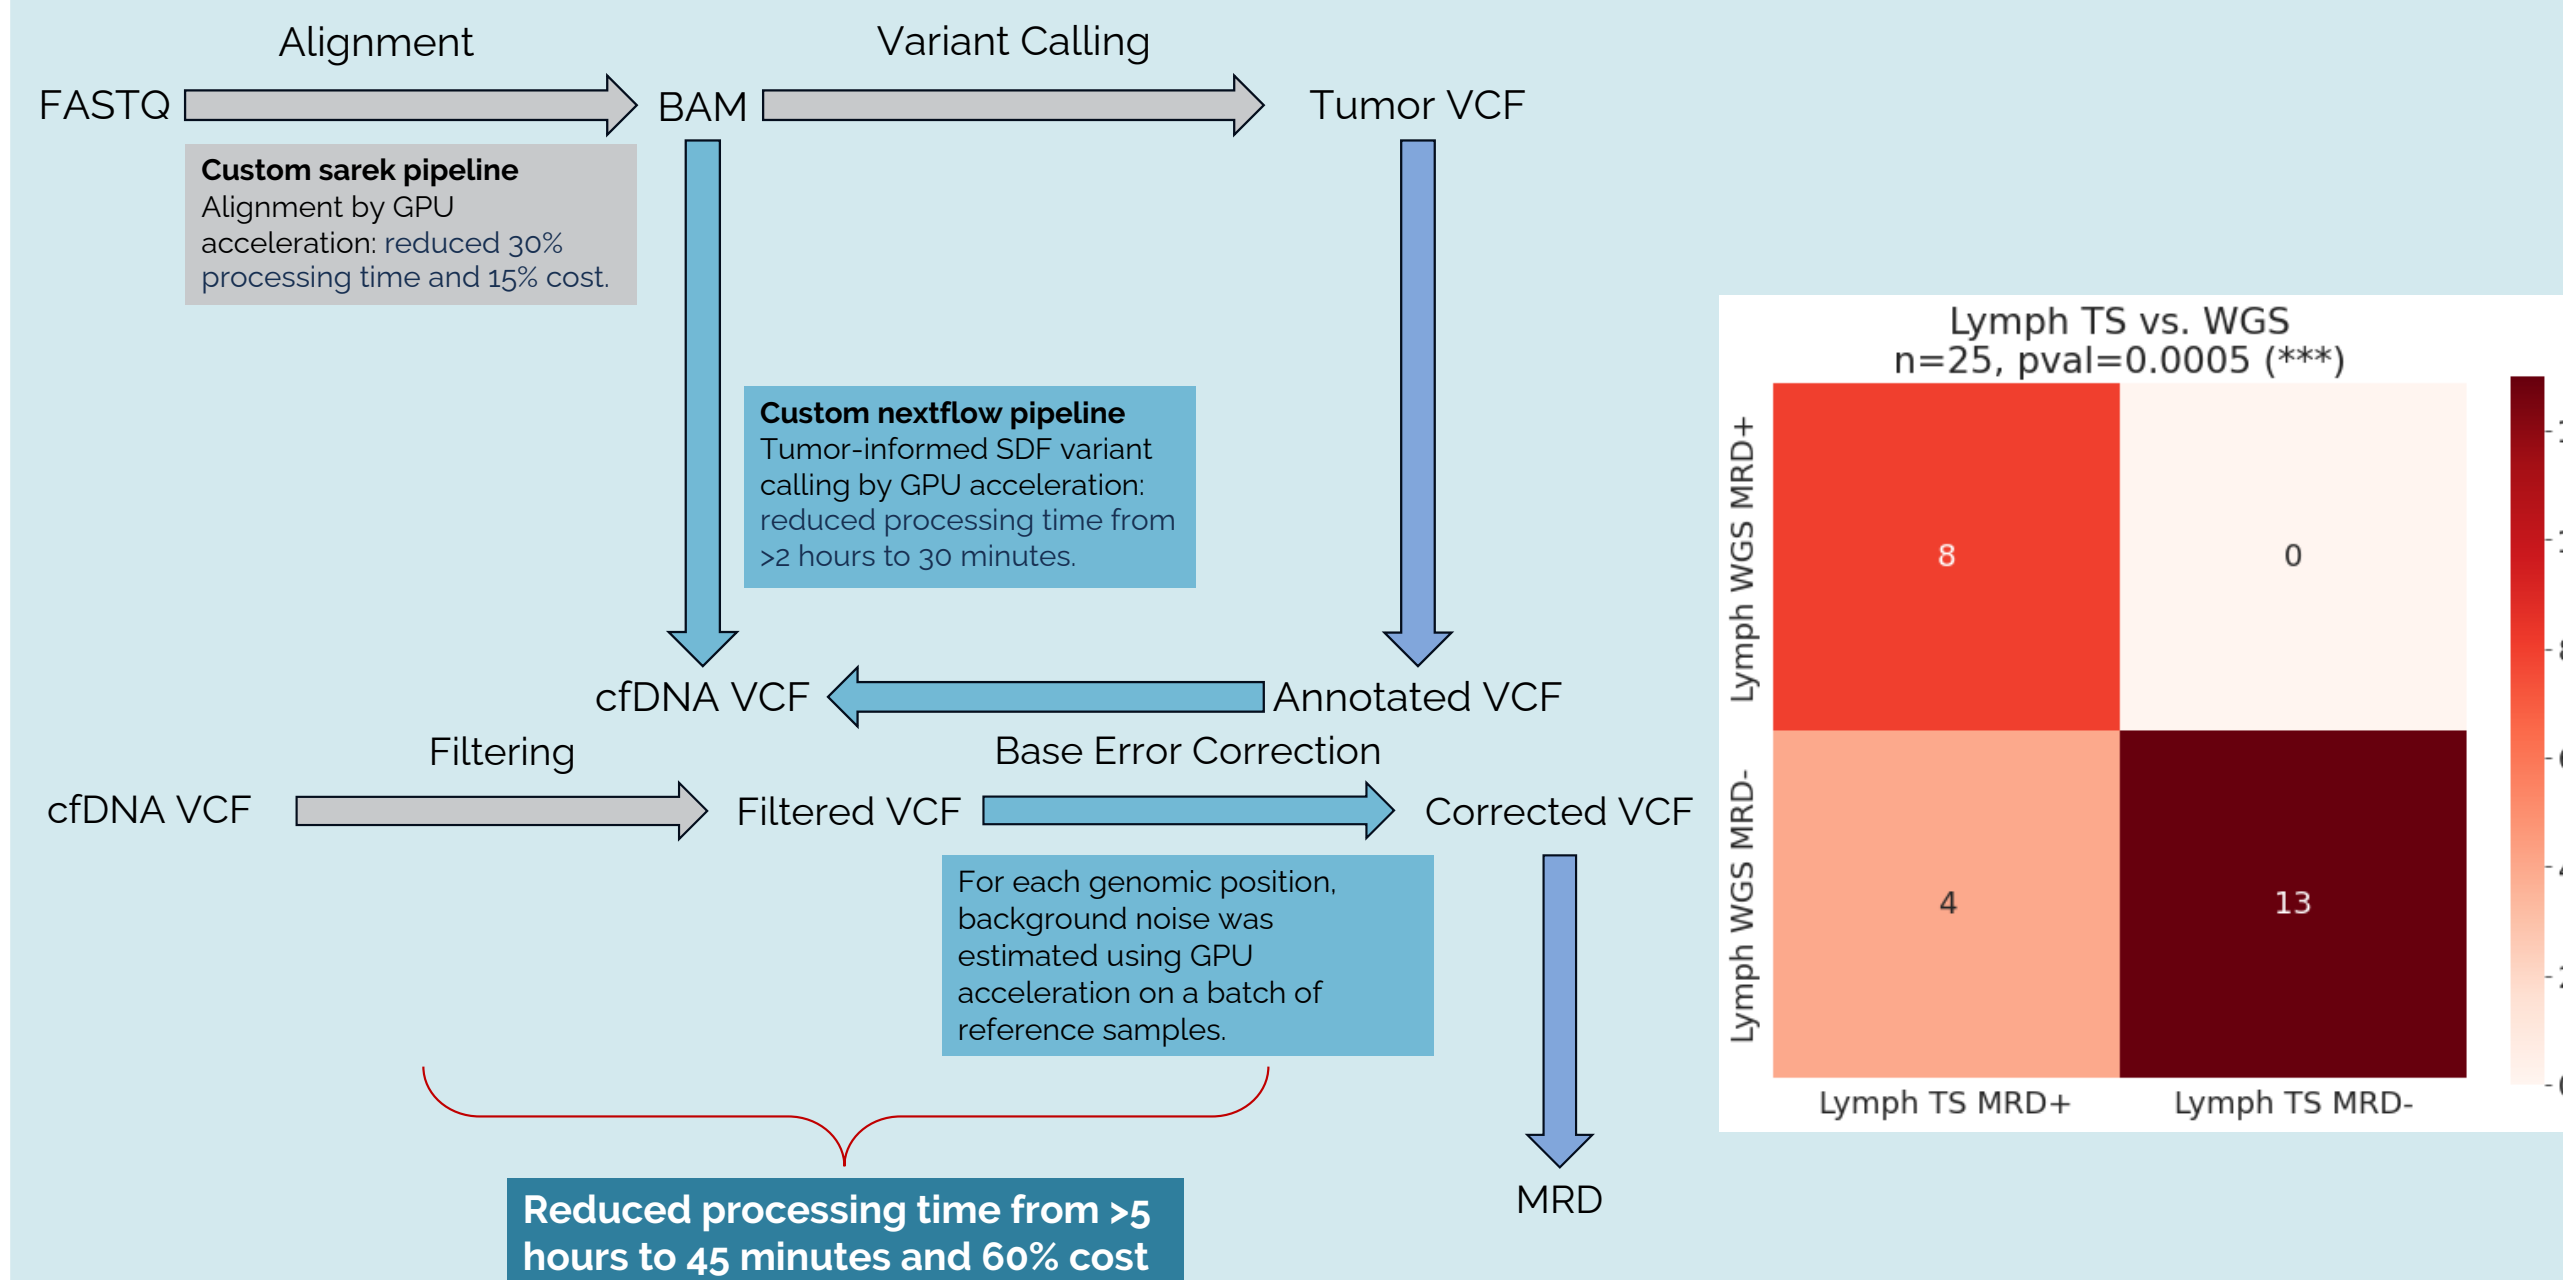 Alignment
Variant Calling
FASTQ
BAM
Tumor VCF
Custom sarek pipeline
Alignment by GPU
acceleration: reduced 30%
processing time and 15% cost.
Custom nextflow pipeline
Tumor-informed SDF variant
calling by GPU acceleration:
reduced processing time from
>2 hours to 30 minutes.
cfDNA VCF
Annotated VCF
Filtering
Base Error Correction
cfDNA VCF
Filtered VCF
Corrected VCF
For each genomic position,
background noise was
estimated using GPU
acceleration on a batch of
reference samples.
MRD
Reduced processing time from >5
hours to 45 minutes and 60% cost
Lymph TS vs. WGS
n=25, pval=0.0005 (***)
Lymph WGS MRD+
8
0
Lymph WGS MRD-
4
13
Lymph TS MRD+
Lymph TS MRD-